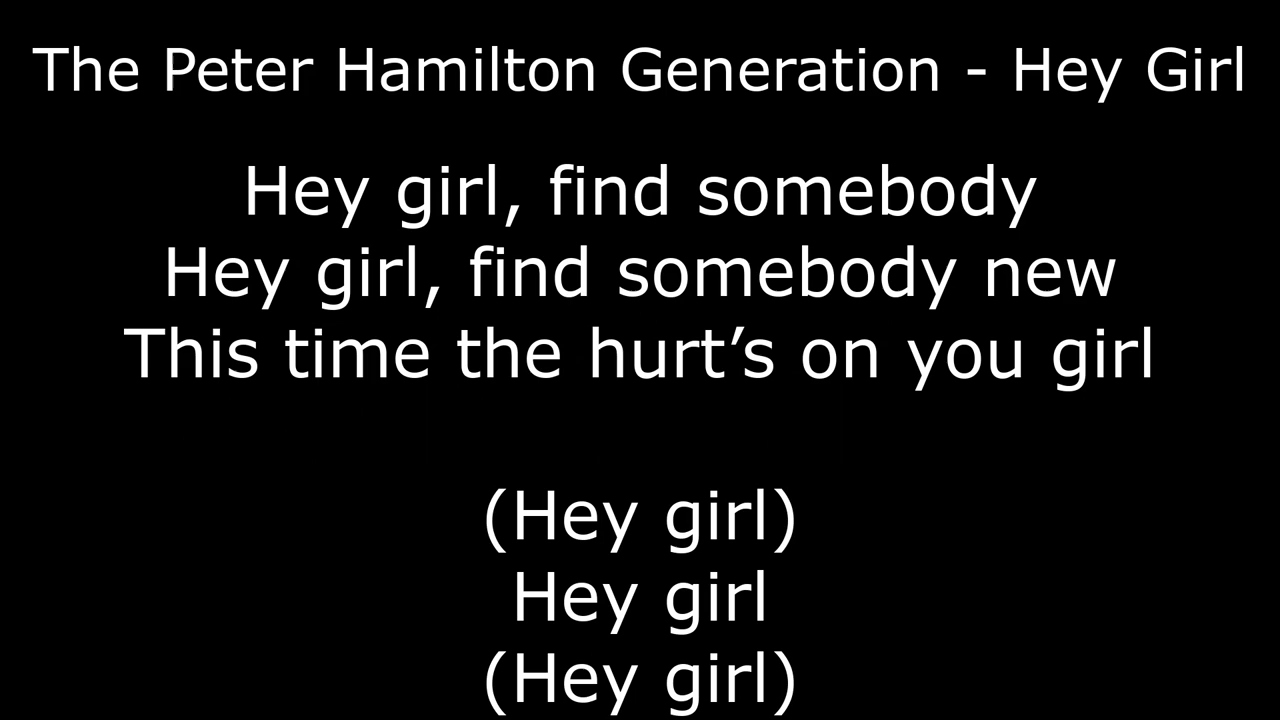 The Peter Hamilton Generation - Hey Girl
Hey girl, find somebody
Hey girl, find somebody new
This time the hurt’s on you girl
(Hey girl)
Hey girl
(Hey girl)